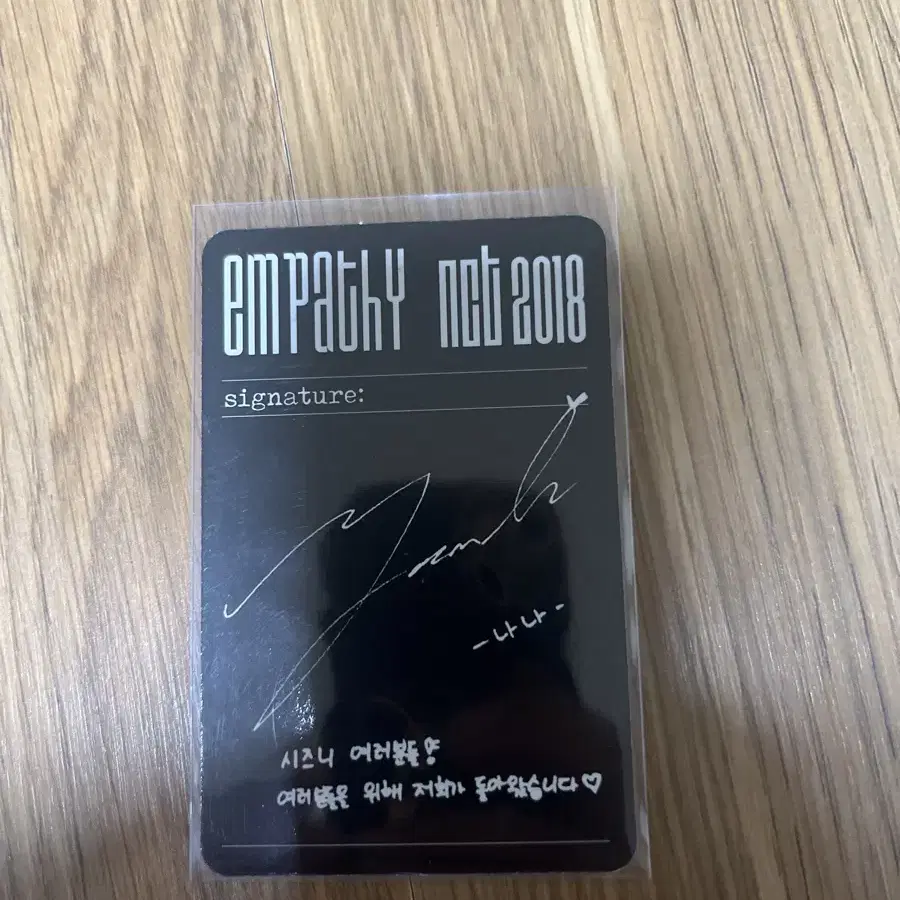 empathy nct 2018
signature:
-나나-
시즈니 여러분들양
여러분들을 위해 저희가 돌아왔습니다♡